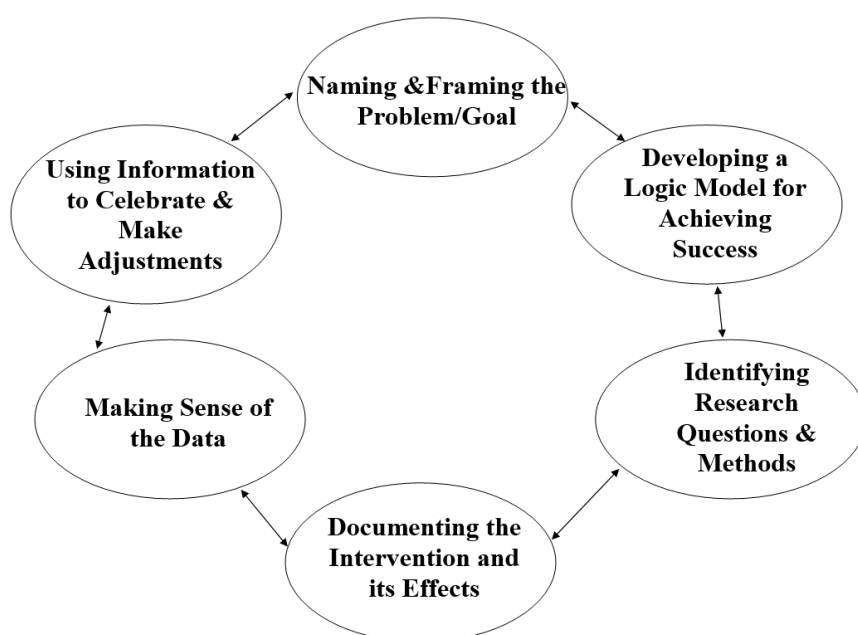 Naming &Framing the
Problem/Goal
Developing a
Logic Model for
Achieving
Success
Identifying
Research
Questions &
Methods
Documenting the
Intervention and
its Effects
Making Sense of
the Data
Using Information
to Celebrate &
Make
Adjustments